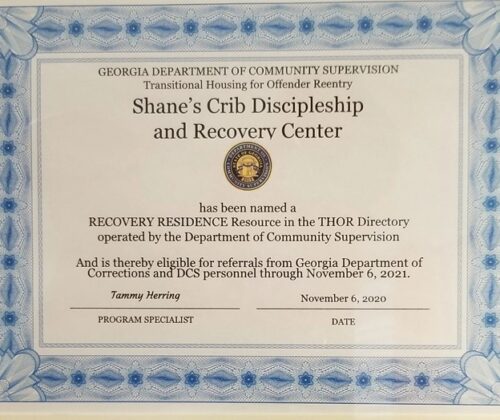 GEORGIA DEPARTMENT OF COMMUNITY SUPERVISION
Transitional Housing for Offender Reentry
Shane's Crib Discipleship
and Recovery Center
has been named a
RECOVERY RESIDENCE Resource in the THOR Directory
operated by the Department of Community Supervision
And is thereby eligible for referrals from Georgia Department of
Corrections and DCS personnel through November 6, 2021.
Tammy Herring
November 6, 2020
PROGRAM SPECIALIST
DATE